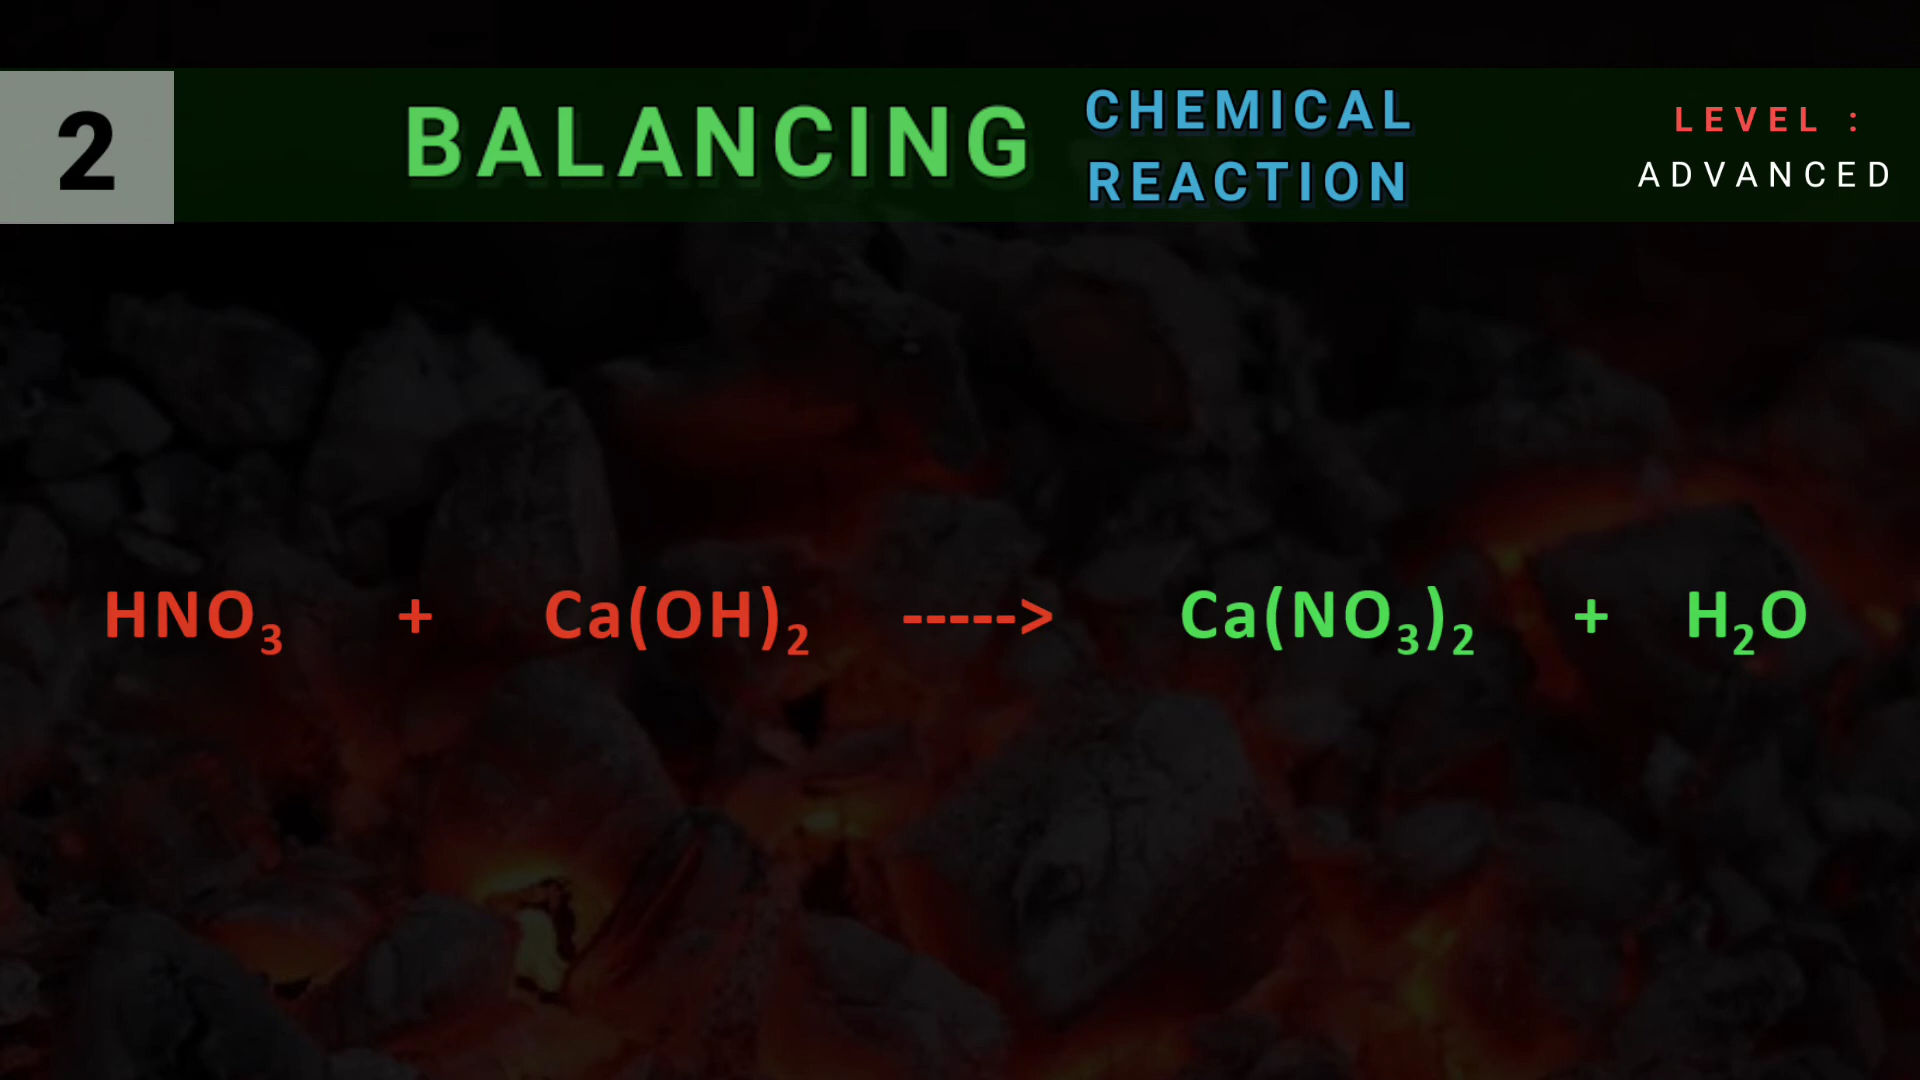 2
BALANCING
CHEMICAL
REACTION
LEVEL :
ADVANCED
HNO₃ + Ca(OH)₂ -----> Ca(NO₃)₂ + H₂O